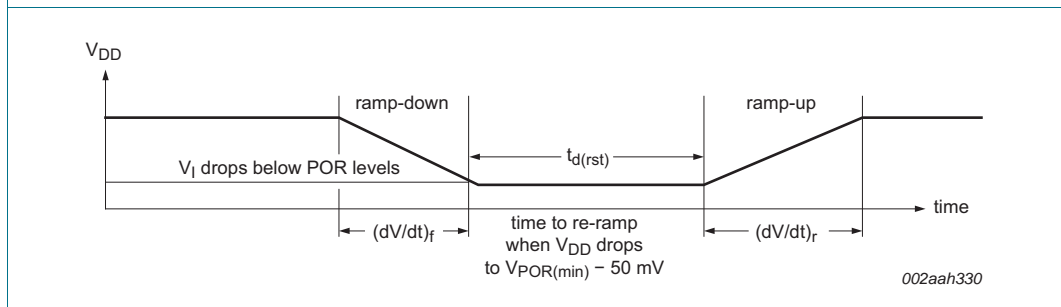 V_DD
ramp-down
ramp-up
t_d(rst)
V_I drops below POR levels
time
(dV/dt)_f
time to re-ramp
when V_DD drops
to V_POR(min) − 50 mV
(dV/dt)_r
002aah330